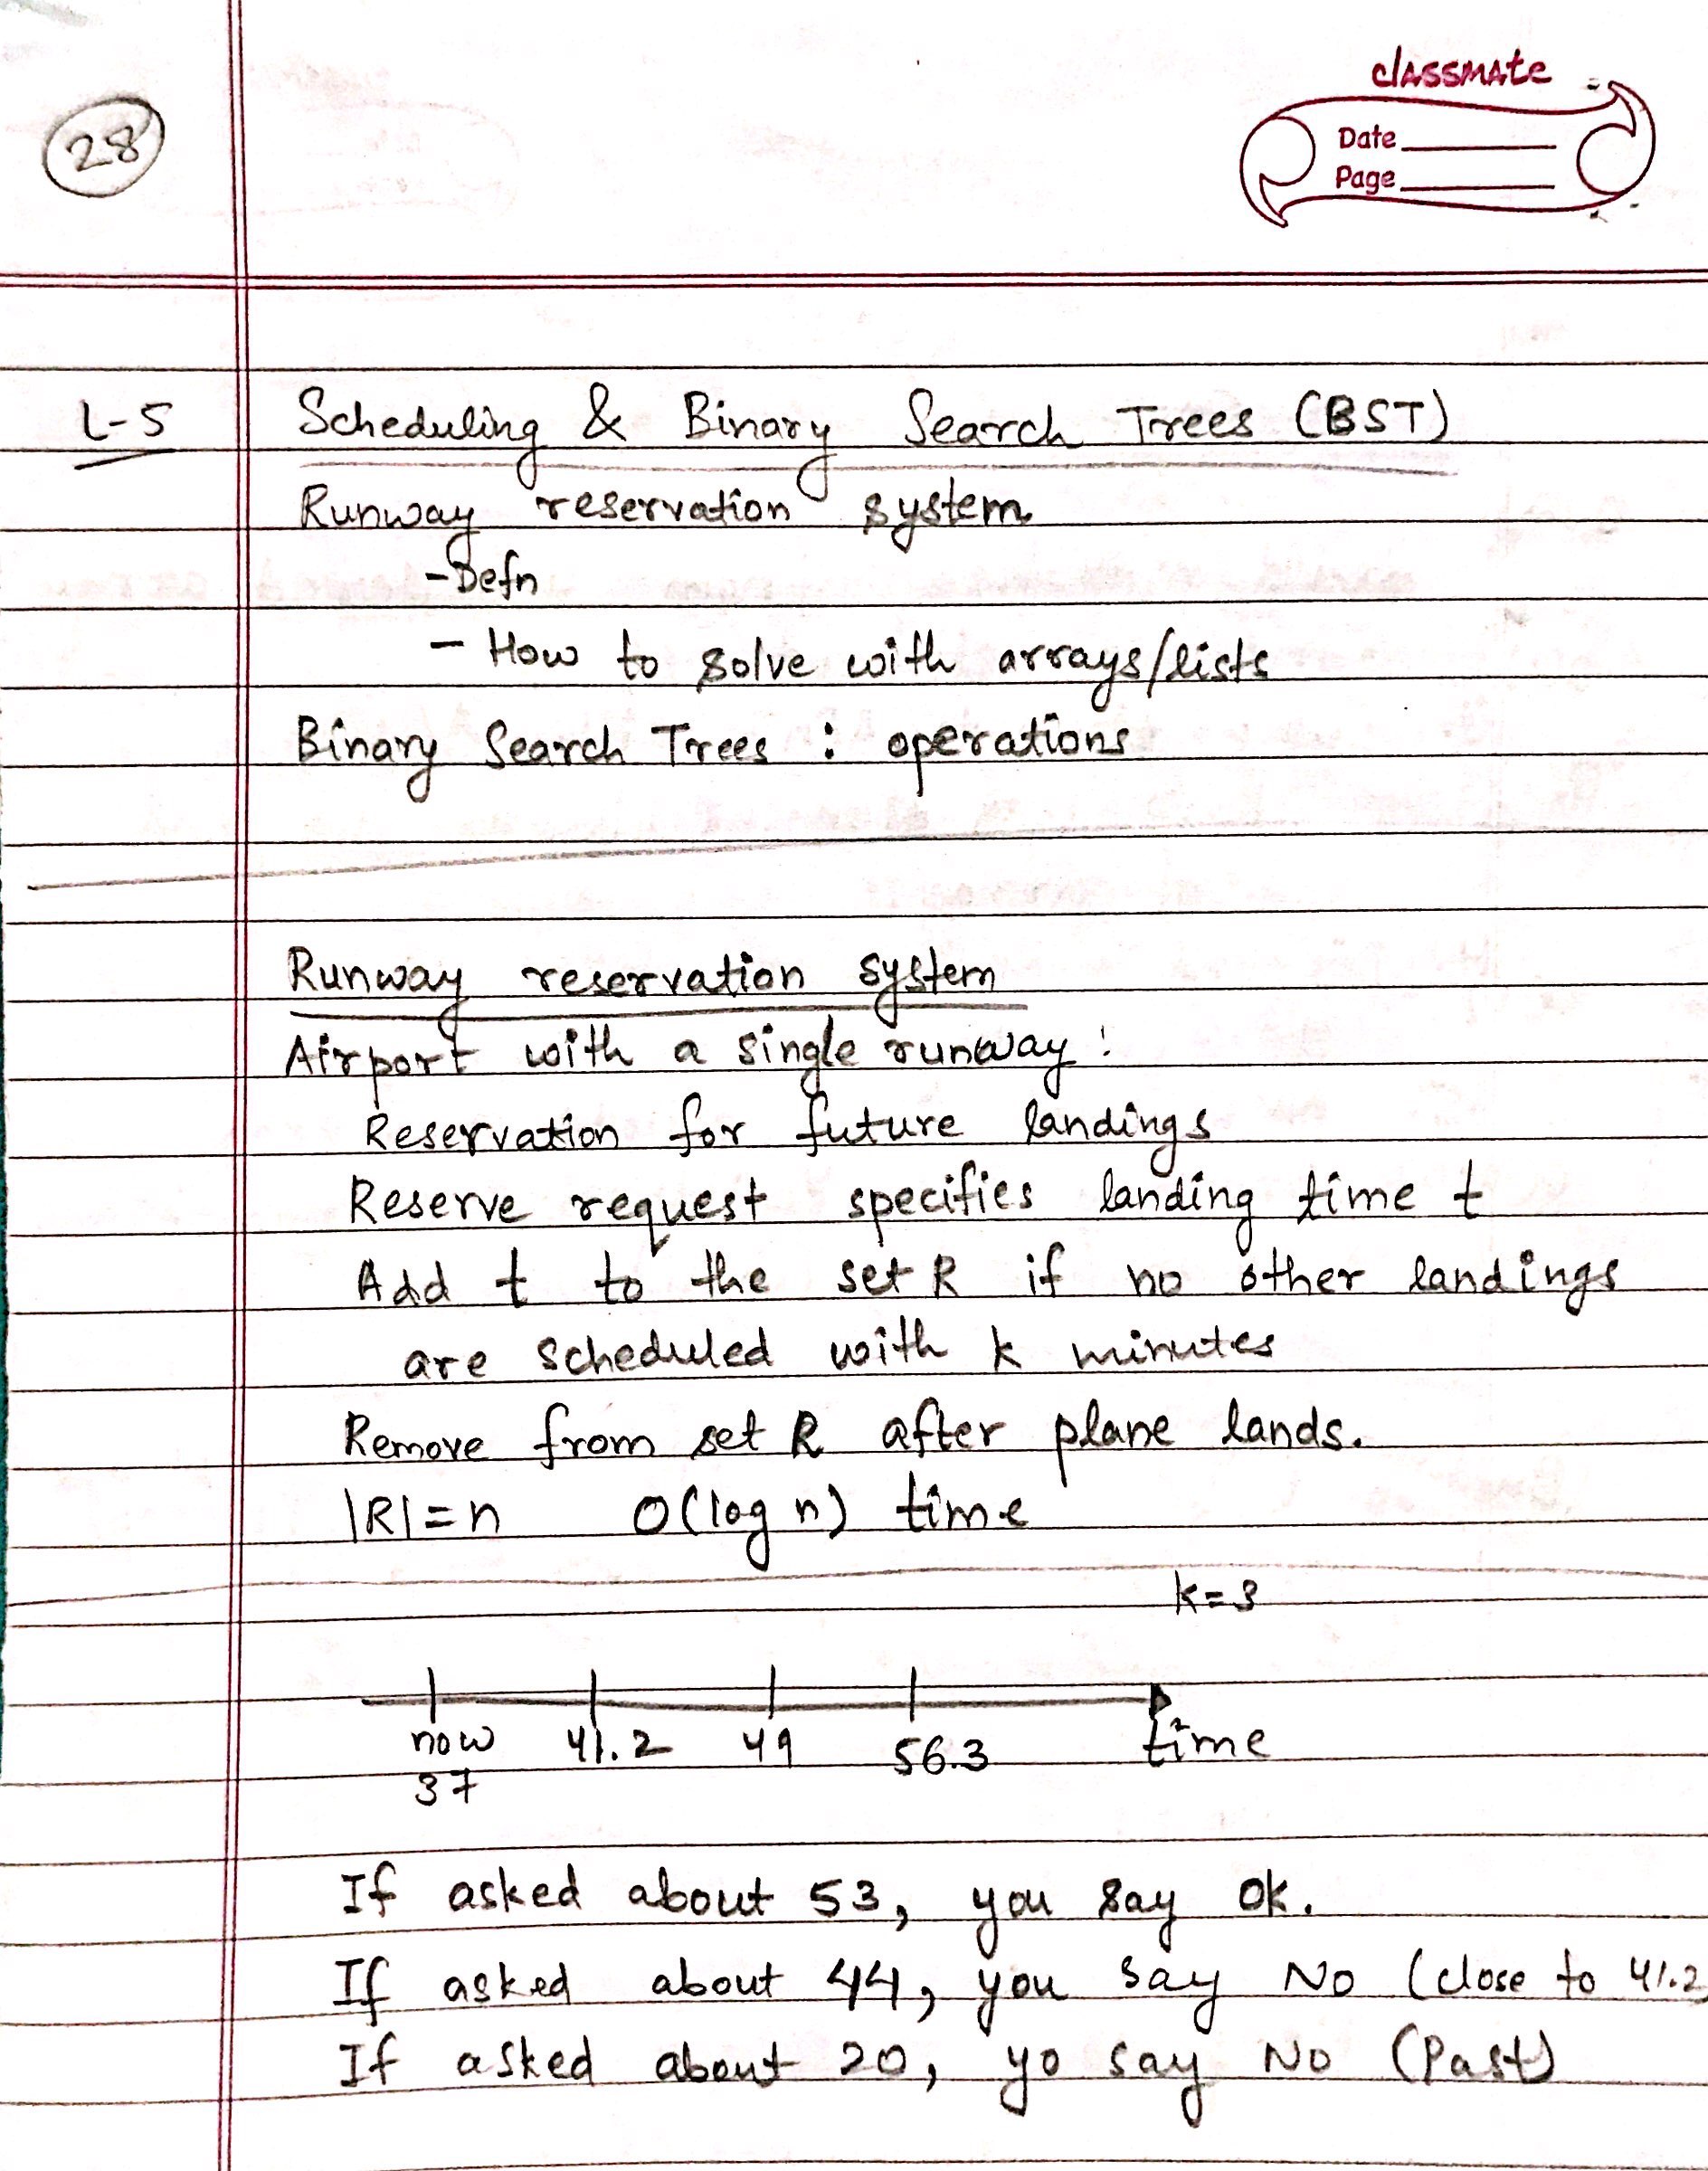 classmate
Date
Page
28
L-5 Scheduling & Binary Search Trees (BST)
Runway reservation system
-Defn
- How to solve with arrays/lists
Binary Search Trees : operations
Runway reservation system
Airport with a single runway:
Reservation for future landings
Reserve request specifies landing time t
Add t to the set R if no other landings
are scheduled with k minutes
Remove from set R after plane lands.
|R|=n O(log n) time
k=3
now 41.2 49 56.3 time
37
If asked about 53, you say ok.
If asked about 44, you say NO (close to 41.2
If asked about 20, yo say No (Past)